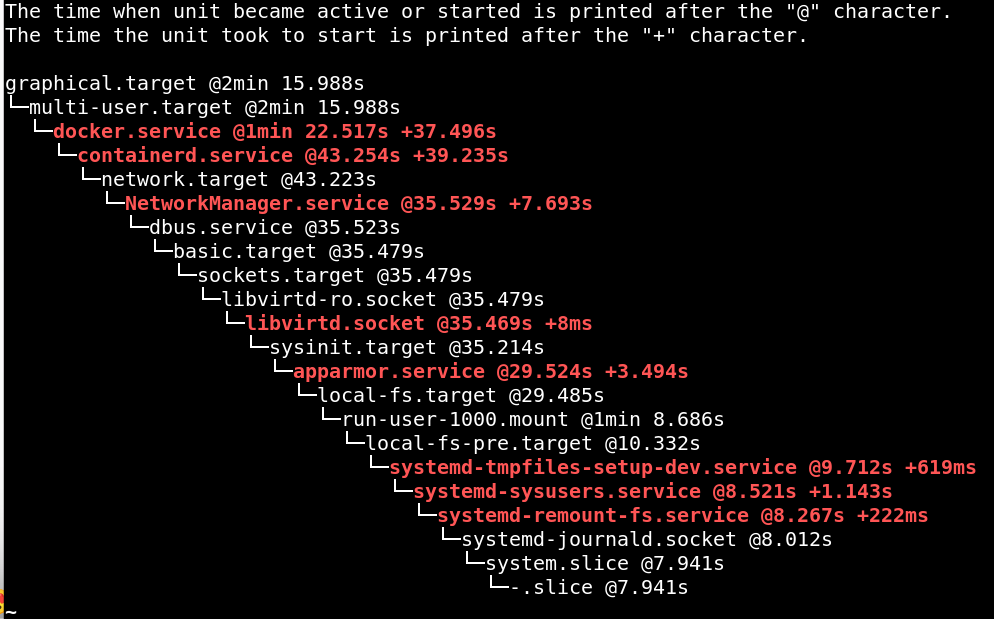 The time when unit became active or started is printed after the "@" character.
The time the unit took to start is printed after the "+" character.
graphical.target @2min 15.988s
└─multi-user.target @2min 15.988s
└─docker.service @1min 22.517s +37.496s
└─containerd.service @43.254s +39.235s
└─network.target @43.223s
└─NetworkManager.service @35.529s +7.693s
└─dbus.service @35.523s
└─basic.target @35.479s
└─sockets.target @35.479s
└─libvirtd-ro.socket @35.479s
└─libvirtd.socket @35.469s +8ms
└─sysinit.target @35.214s
└─apparmor.service @29.524s +3.494s
└─local-fs.target @29.485s
└─run-user-1000.mount @1min 8.686s
└─local-fs-pre.target @10.332s
└─systemd-tmpfiles-setup-dev.service @9.712s +619ms
└─systemd-sysusers.service @8.521s +1.143s
└─systemd-remount-fs.service @8.267s +222ms
└─systemd-journald.socket @8.012s
└─system.slice @7.941s
└─-.slice @7.941s
~